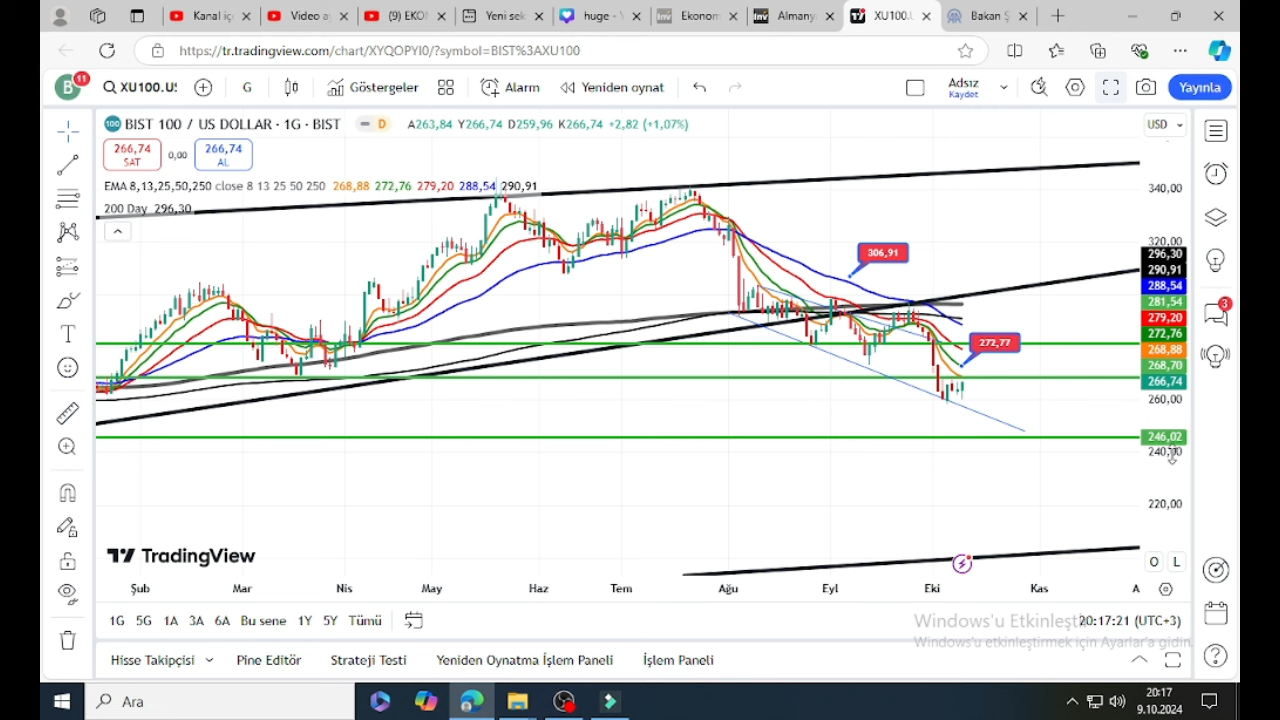 Kanal içe
Video ay
(9) EKON
Yeni sek
huge - Y
Ekonom
Almany
XU100.U
Bakan Ş
https://tr.tradingview.com/chart/XYQOPYI0/?symbol=BIST%3AXU100
B 11
XU100.US
G
Göstergeler
Alarm
Yeniden oynat
Adsız
Kaydet
Yayınla
100 BIST 100 / US DOLLAR · 1G · BIST D A263,84 Y266,74 D259,96 K266,74 +2,82 (+1,07%)
USD
266,74
SAT
0,00
266,74
AL
EMA 8,13,25,50,250 close 8 13 25 50 250 268,88 272,76 279,20 288,54 290,91
200 Day 296,30
306,91
272,77
340,00
320,00
296,30
290,91
288,54
281,54
279,20
272,76
268,88
268,70
266,74
260,00
246,02
240,00
220,00
3
TradingView
O L
Şub Mar Nis May Haz Tem Ağu Eyl Eki Kas A
1G 5G 1A 3A 6A Bu sene 1Y 5Y Tümü
20:17:21 (UTC+3)
Windows'u Etkinleştir
Windows'u etkinleştirmek için Ayarlar'a gidin.
Hisse Takipçisi Pine Editör Strateji Testi Yeniden Oynatma İşlem Paneli İşlem Paneli
Ara
20:17
9.10.2024